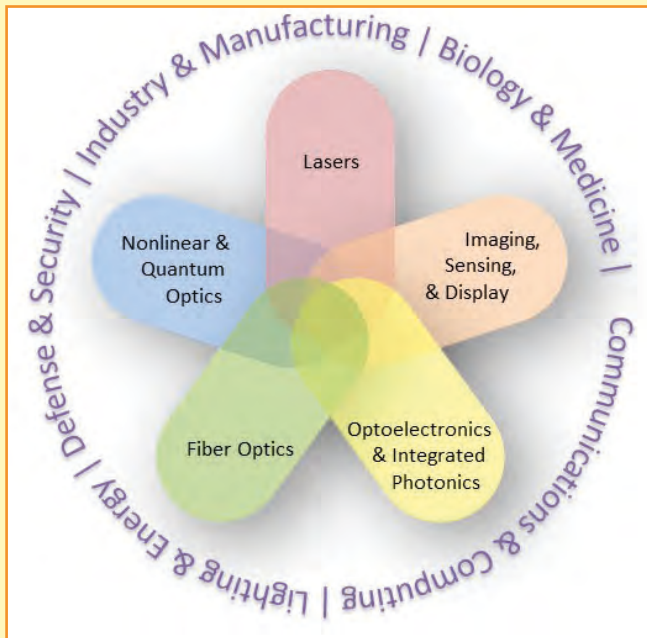 Defense & Security | Industry & Manufacturing | Biology & Medicine | Communications & Computing | Lighting & Energy |
Lasers
Nonlinear &
Quantum
Optics
Imaging,
Sensing,
& Display
Fiber Optics
Optoelectronics
& Integrated
Photonics